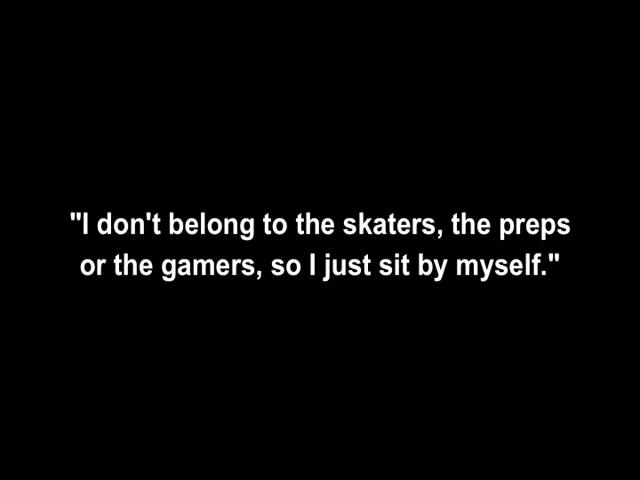 "I don't belong to the skaters, the preps
or the gamers, so I just sit by myself."